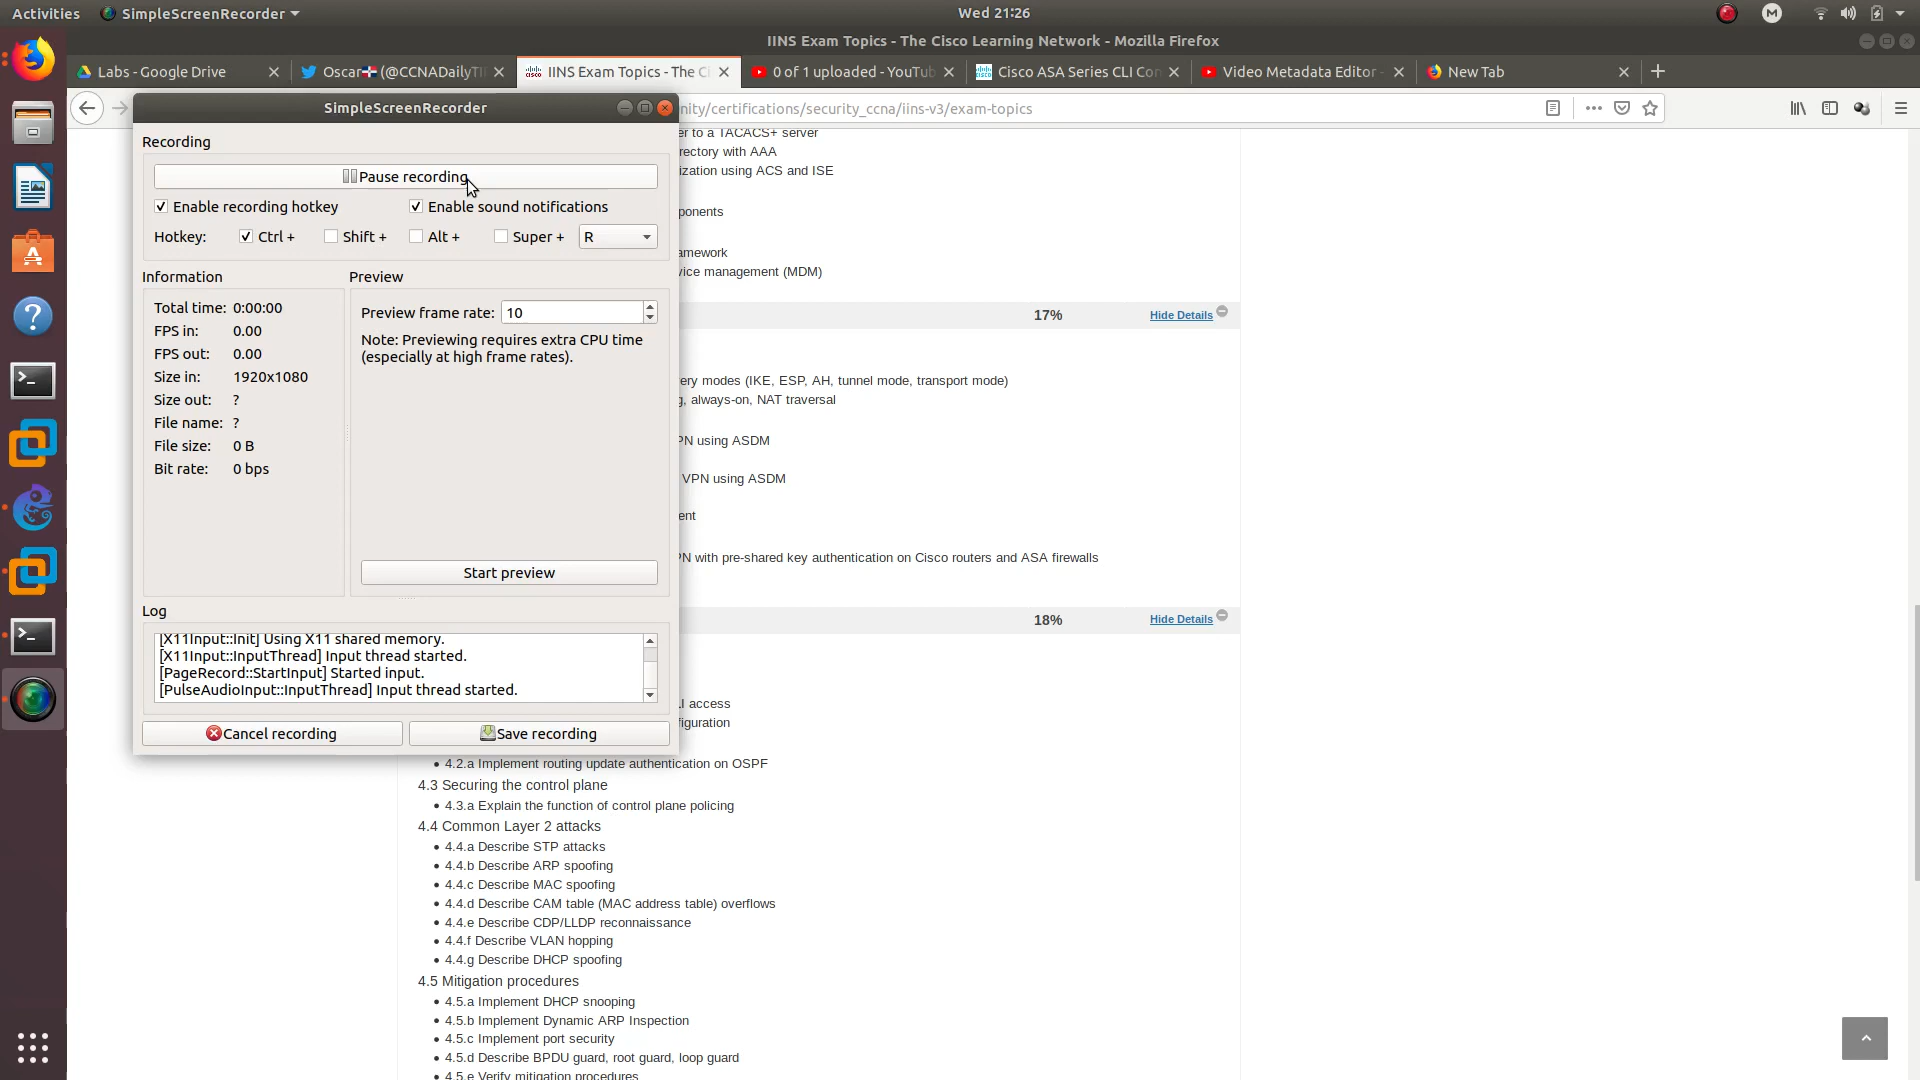 Activities
SimpleScreenRecorder
Wed 21:26
IINS Exam Topics - The Cisco Learning Network - Mozilla Firefox
Labs - Google Drive
Oscar (@CCNADailyTI
IINS Exam Topics - The Ci
0 of 1 uploaded - YouTub
Cisco ASA Series CLI Con
Video Metadata Editor -
New Tab
SimpleScreenRecorder
nity/certifications/security_ccna/iins-v3/exam-topics
Recording
Pause recording
Enable recording hotkey
Enable sound notifications
Hotkey:
Ctrl +
Shift +
Alt +
Super +
R
Information
Total time: 0:00:00
FPS in: 0.00
FPS out: 0.00
Size in: 1920x1080
Size out: ?
File name: ?
File size: 0 B
Bit rate: 0 bps
Preview
Preview frame rate: 10
Note: Previewing requires extra CPU time
(especially at high frame rates).
Start preview
Log
[X11Input::Init] Using X11 shared memory.
[X11Input::InputThread] Input thread started.
[PageRecord::StartInput] Started input.
[PulseAudioInput::InputThread] Input thread started.
Cancel recording
Save recording
er to a TACACS+ server
rectory with AAA
ization using ACS and ISE
ponents
amework
vice management (MDM)
17%
Hide Details
ery modes (IKE, ESP, AH, tunnel mode, transport mode)
g, always-on, NAT traversal
PN using ASDM
VPN using ASDM
ent
PN with pre-shared key authentication on Cisco routers and ASA firewalls
18%
Hide Details
LI access
figuration
• 4.2.a Implement routing update authentication on OSPF
4.3 Securing the control plane
• 4.3.a Explain the function of control plane policing
4.4 Common Layer 2 attacks
• 4.4.a Describe STP attacks
• 4.4.b Describe ARP spoofing
• 4.4.c Describe MAC spoofing
• 4.4.d Describe CAM table (MAC address table) overflows
• 4.4.e Describe CDP/LLDP reconnaissance
• 4.4.f Describe VLAN hopping
• 4.4.g Describe DHCP spoofing
4.5 Mitigation procedures
• 4.5.a Implement DHCP snooping
• 4.5.b Implement Dynamic ARP Inspection
• 4.5.c Implement port security
• 4.5.d Describe BPDU guard, root guard, loop guard
• 4.5.e Verify mitigation procedures